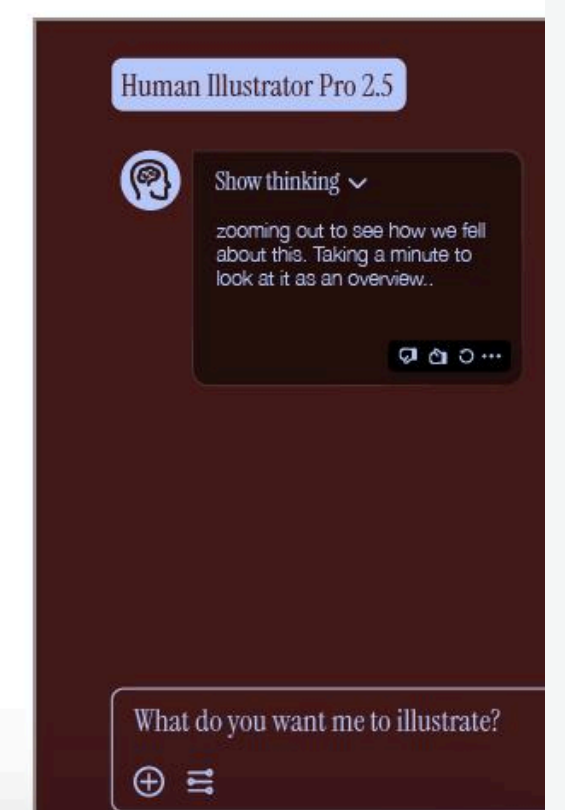 Human Illustrator Pro 2.5
Show thinking
zooming out to see how we fell
about this. Taking a minute to
look at it as an overview..
What do you want me to illustrate?